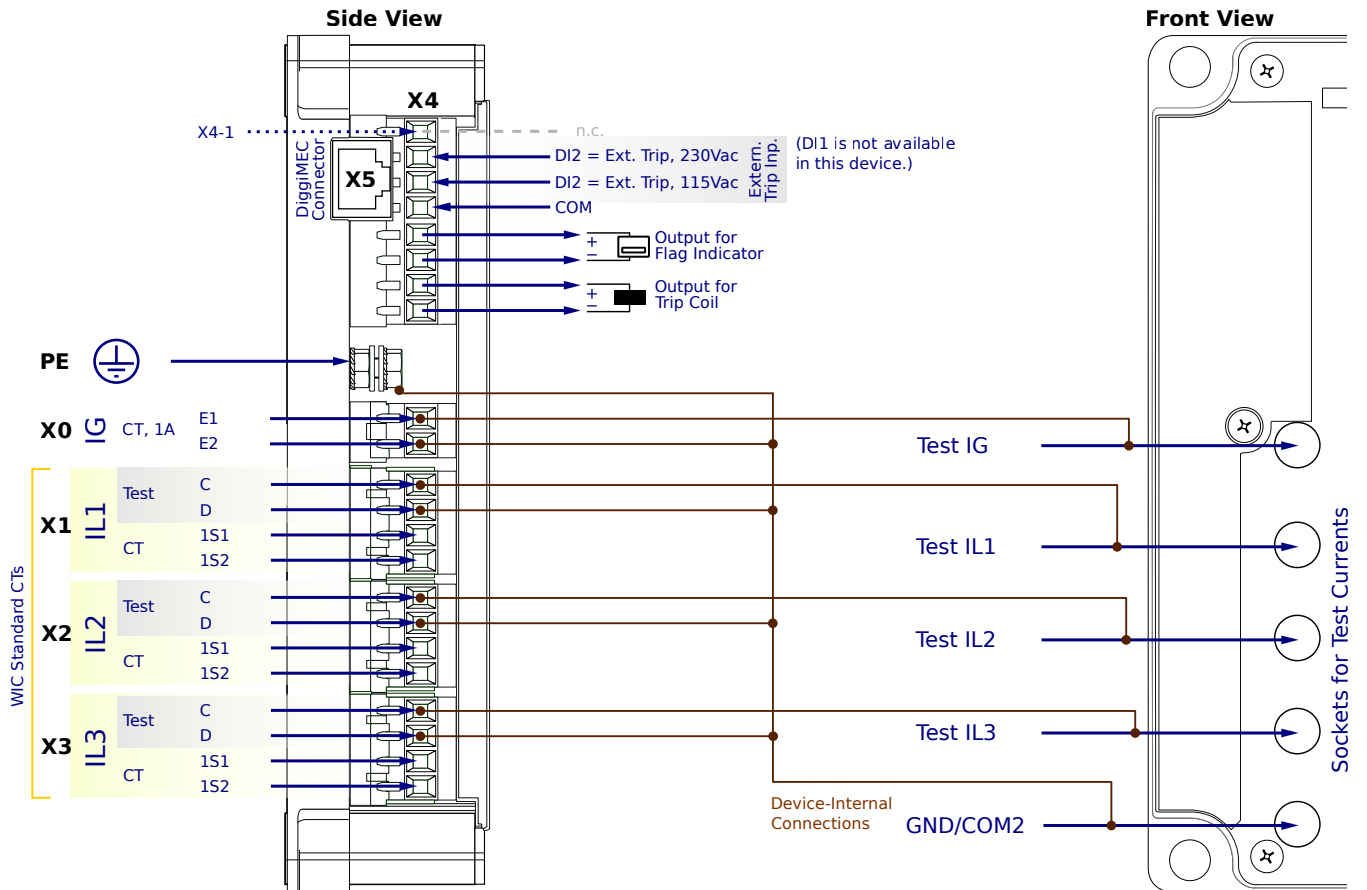 Side View
Front View
X4
X4-1
n.c.
DI2 = Ext. Trip, 230Vac
DI2 = Ext. Trip, 115Vac
COM
Extern.
Trip Inp.
(DI1 is not available
in this device.)
DiggiMEC
Connector
X5
+
−
Output for
Flag Indicator
+
−
Output for
Trip Coil
PE
X0
IG
CT, 1A
E1
E2
Test IG
WIC Standard CTs
X1
IL1
Test
C
D
CT
1S1
1S2
Test IL1
X2
IL2
Test
C
D
CT
1S1
1S2
Test IL2
X3
IL3
Test
C
D
CT
1S1
1S2
Test IL3
Device-Internal
Connections
GND/COM2
Sockets for Test Currents